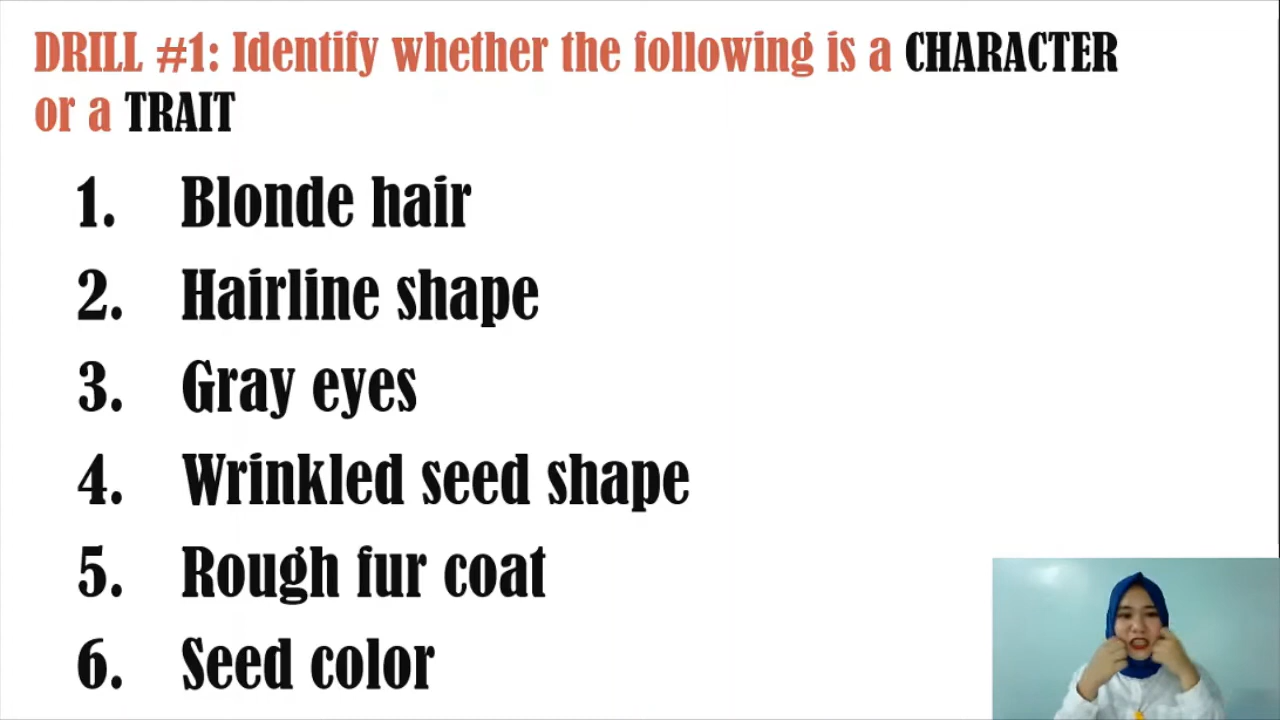 DRILL #1: Identify whether the following is a CHARACTER
or a TRAIT
1. Blonde hair
2. Hairline shape
3. Gray eyes
4. Wrinkled seed shape
5. Rough fur coat
6. Seed color